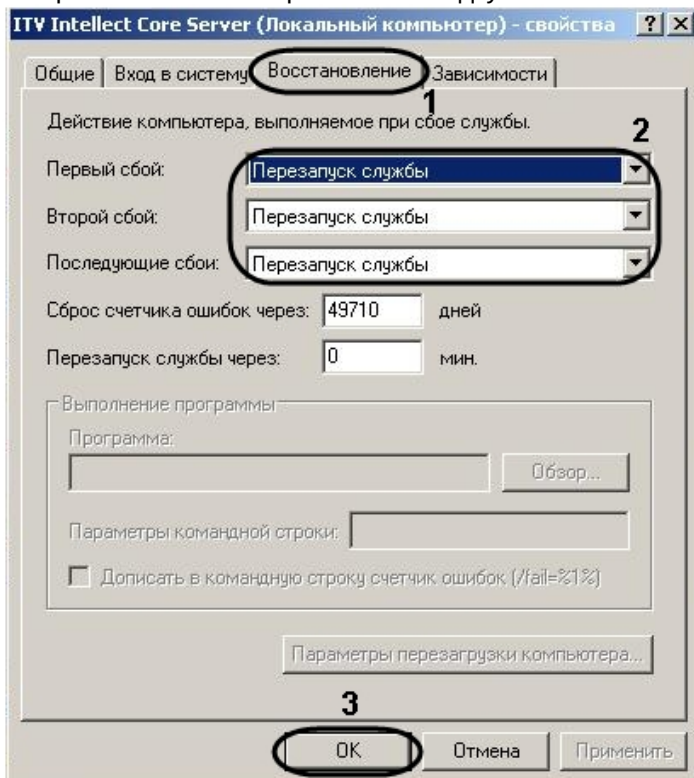 ITV Intellect Core Server (Локальный компьютер) - свойства
Общие Вход в систему Восстановление Зависимости
1
Действие компьютера, выполняемое при сбое службы.
2
Первый сбой: Перезапуск службы
Второй сбой: Перезапуск службы
Последующие сбои: Перезапуск службы
Сброс счетчика ошибок через: 49710 дней
Перезапуск службы через: 0 мин.
Выполнение программы
Программа:
Обзор...
Параметры командной строки:
Дописать в командную строку счетчик ошибок (/fail=%1%)
Параметры перезагрузки компьютера...
3
OK Отмена Применить